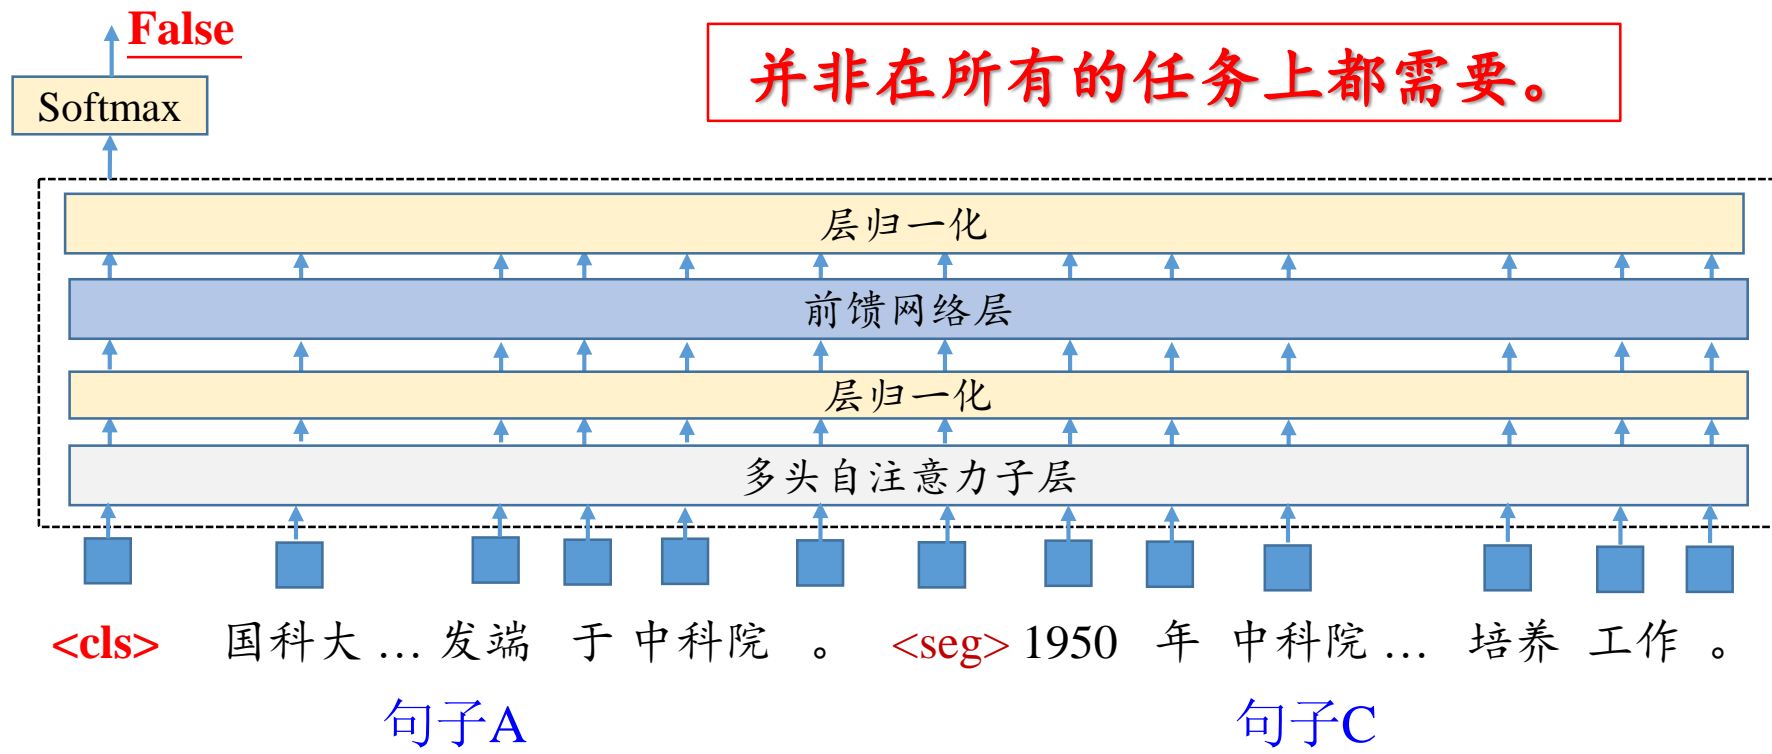 False
并非在所有的任务上都需要。
Softmax
层归一化
前馈网络层
层归一化
多头自注意力子层
<cls> 国科大 … 发端 于 中科院 。 <seg> 1950 年 中科院 … 培养 工作 。
句子A 句子C